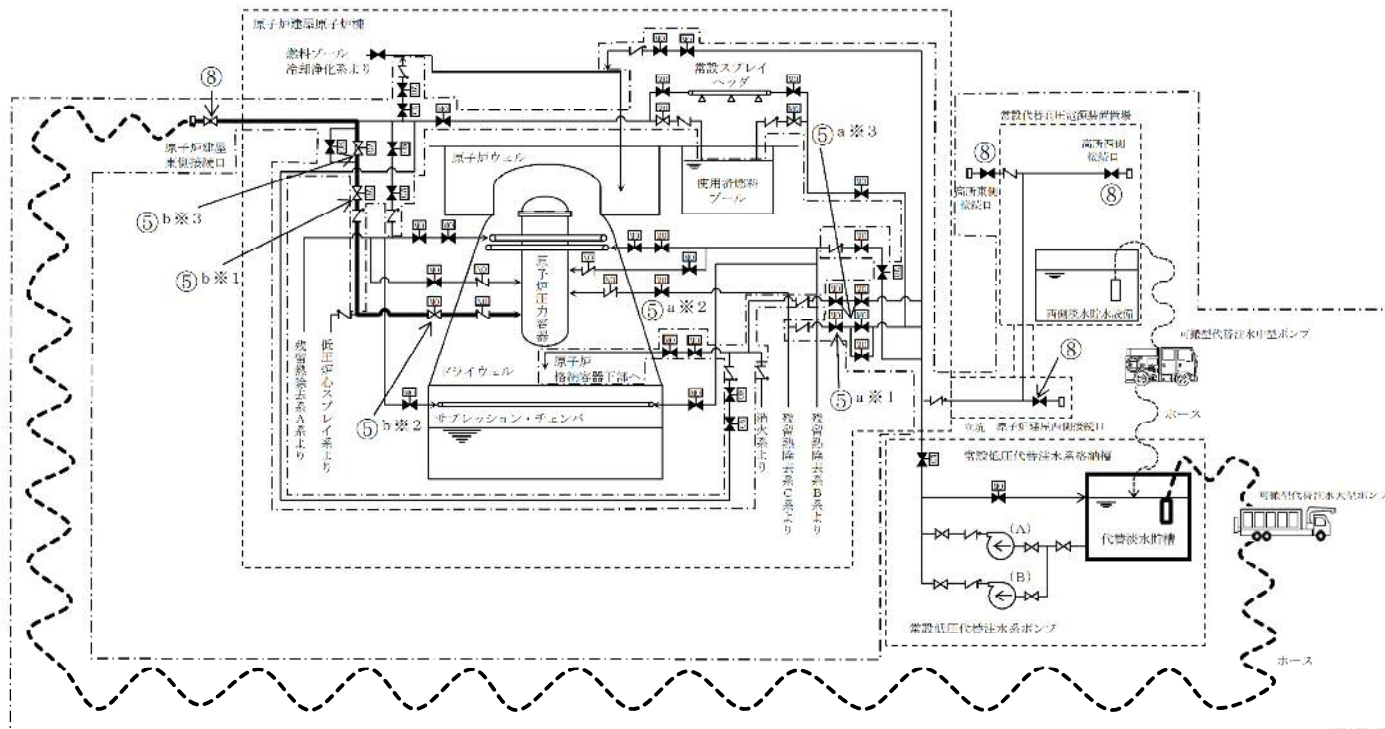 原子炉建屋原子炉棟
燃料プール
冷却浄化系より
常設スプレイ
ヘッダ
⑧
原子炉建屋
東側接続口
原子炉ウェル
使用済燃料
プール
⑤a※3
常設代替高圧電源装置置場
⑧
高所西側
接続口
高所東側
接続口
⑧
⑤b※3
⑤b※1
原子炉圧力容器
⑤a※2
西側淡水貯水設備
可搬型代替注水中型ポンプ
残留熱除去系A系より
低圧炉心スプレイ系より
ドライウェル
原子炉
格納容器下部へ
⑤a※1
⑧
ホース
⑤b※2
サプレッション・チェンバ
消火系より
残留熱除去系C系より
残留熱除去系B系より
立坑
原子炉建屋西側接続口
常設低圧代替注水系格納槽
可搬型代替注水大型ポンプ
(A)
代替淡水貯槽
(B)
常設低圧代替注水系ポンプ
ホース